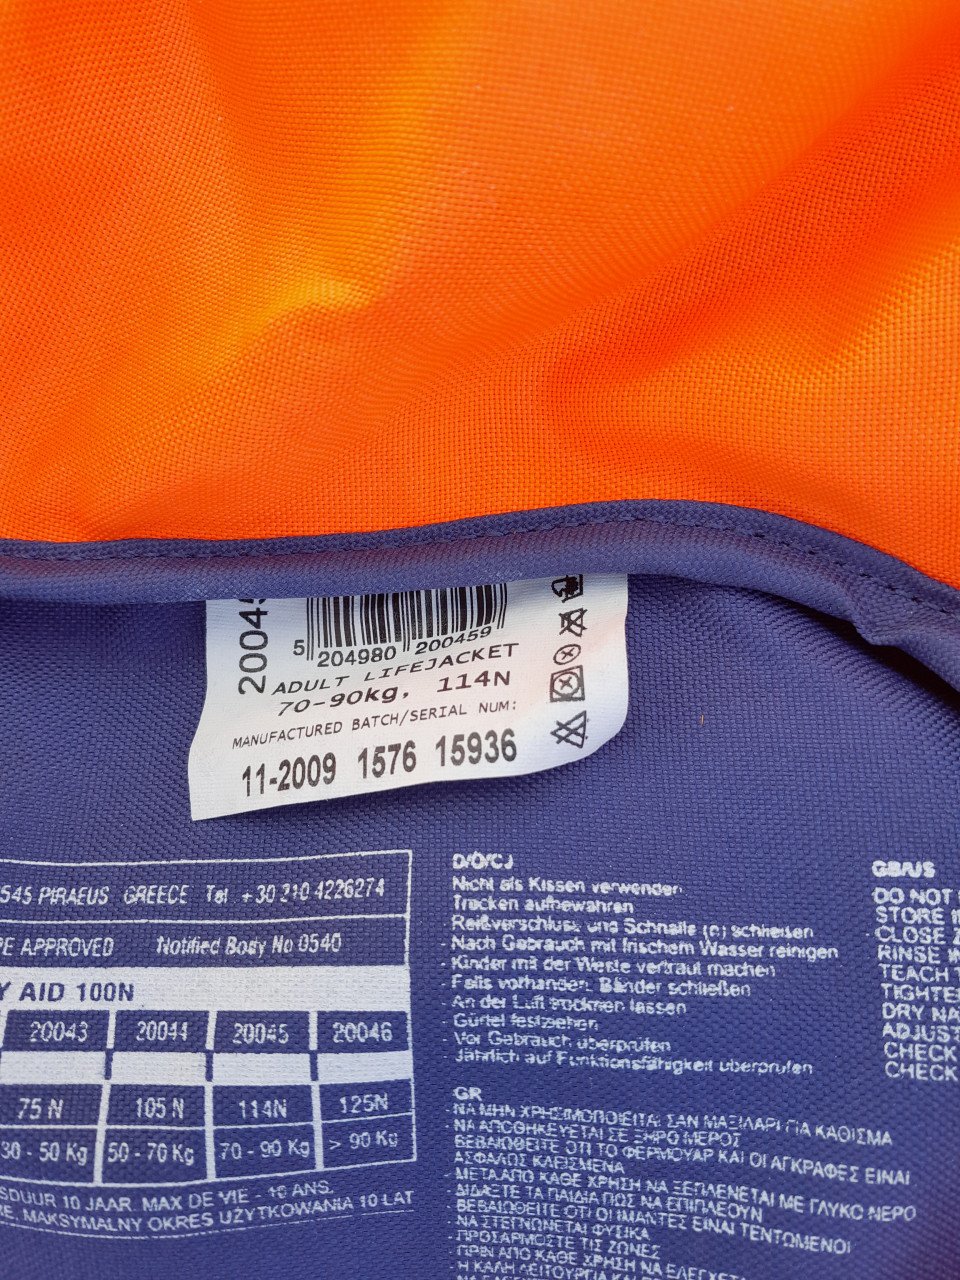 20045
5 204980 200459
ADULT LIFEJACKET
70-90kg. 114N
MANUFACTURED BATCH/SERIAL NUM:
11-2009 1576 15936
545 PIRAEUS GREECE Tel +30 210 4226274
PE APPROVED Notified Body No 0540
Y AID 100N
20043 20044 20045 20046
75 N 105 N 114N 125N
30 - 50 Kg 50 - 70 Kg 70 - 90 Kg > 90 Kg
SDUUR 10 JAAR. MAX DE VIE - 10 ANS.
RE, MAKSYMALNY OKRES UŻYTKOWANIA 10 LAT
D/Ö/CJ
Nicht als Kissen verwenden
Trocken aufbewahren
Reißverschluss und Schnalle (n) schließen
- Nach Gebrauch mit frischem Wasser reinigen
- Kinder mit der Weste vertraut machen
- Falls vorhanden: Bänder schließen
- An der Luft trocknen lassen
- Gürtel festziehen
- Vor Gebrauch überprüfen
- Jährlich auf Funktionsfähigkeit überprüfen
GR
- ΝΑ ΜΗΝ ΧΡΗΣΙΜΟΠΟΙΕΙΤΑΙ ΣΑΝ ΜΑΞΙΛΑΡΙ ΓΙΑ ΚΑΘΙΣΜΑ
- ΝΑ ΑΠΟΘΗΚΕΥΕΤΑΙ ΣΕ ΞΗΡΟ ΜΕΡΟΣ
ΒΕΒΑΙΩΘΕΙΤΕ ΟΤΙ ΤΟ ΦΕΡΜΟΥΑΡ ΚΑΙ ΟΙ ΑΓΚΡΑΦΕΣ ΕΙΝΑΙ
ΑΣΦΑΛΩΣ ΚΛΕΙΣΜΕΝΑ
- ΜΕΤΑ ΑΠΟ ΚΑΘΕ ΧΡΗΣΗ ΝΑ ΞΕΠΛΕΝΕΤΑΙ ΜΕ ΓΛΥΚΟ ΝΕΡΟ
- ΔΙΔΑΞΤΕ ΤΑ ΠΑΙΔΙΑ ΠΩΣ ΝΑ ΕΠΙΠΛΕΟΥΝ
- ΒΕΒΑΙΩΘΕΙΤΕ ΟΤΙ ΟΙ ΙΜΑΝΤΕΣ ΕΙΝΑΙ ΤΕΝΤΩΜΕΝΟΙ
- ΝΑ ΣΤΕΓΝΩΝΕΤΑΙ ΦΥΣΙΚΑ
- ΠΡΟΣΑΡΜΟΣΤΕ ΤΙΣ ΖΩΝΕΣ
- ΠΡΙΝ ΑΠΟ ΚΑΘΕ ΧΡΗΣΗ ΝΑ ΕΛΕΓΧΕΤΑΙ
- Η ΚΑΛΗ ΛΕΙΤΟΥΡΓΙΑ ΚΑΙ
GB/US
DO NOT
STORE
CLOSE
RINSE IN
TEACH
TIGHTE
DRY NA
ADJUST
CHECK
CHECK